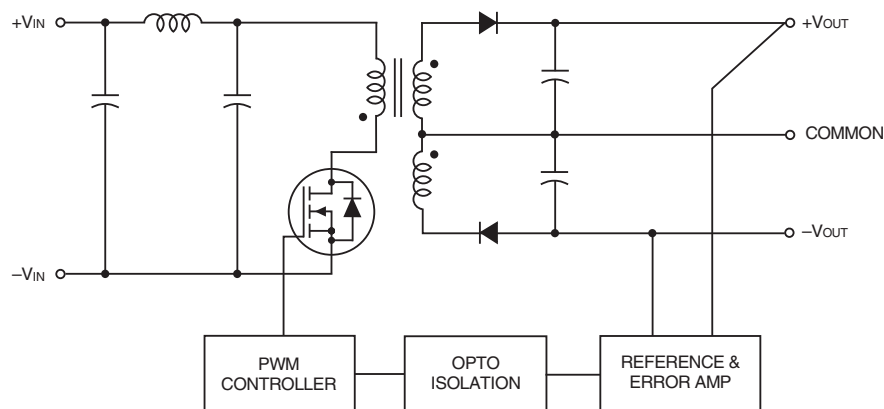 +VIN
+VOUT
COMMON
–VOUT
–VIN
PWM
CONTROLLER
OPTO
ISOLATION
REFERENCE &
ERROR AMP